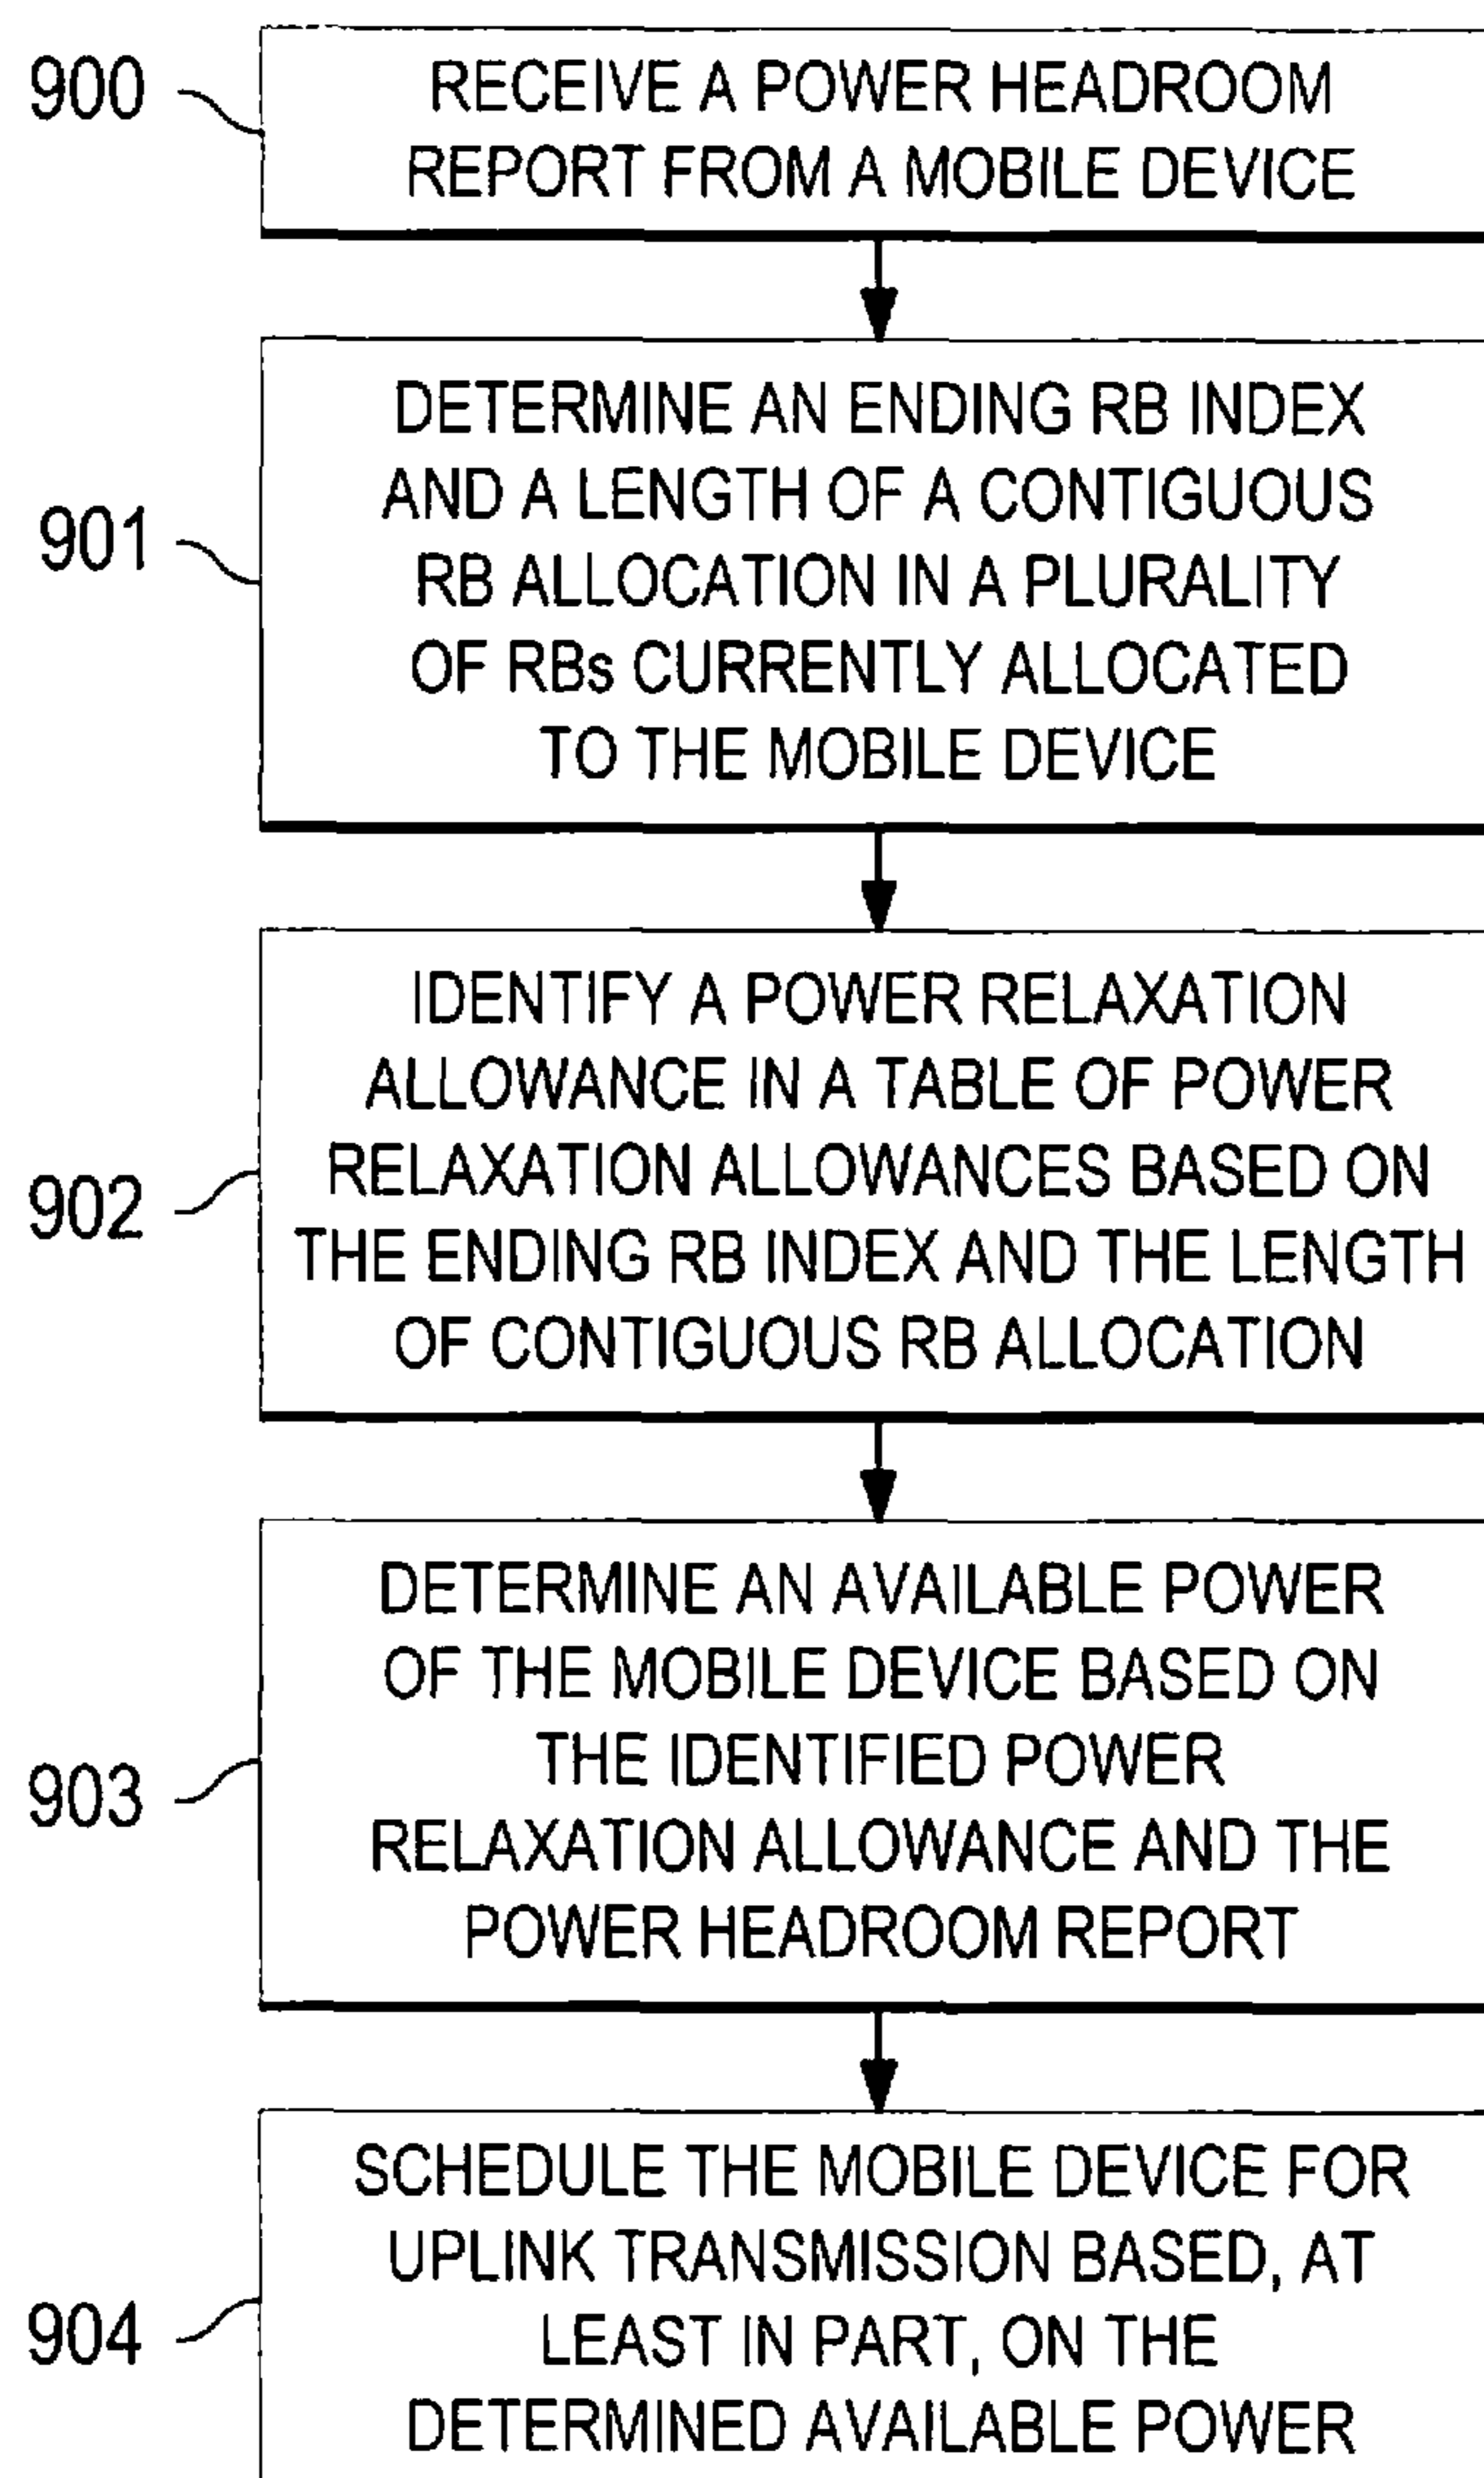 900
RECEIVE A POWER HEADROOM
REPORT FROM A MOBILE DEVICE
901
DETERMINE AN ENDING RB INDEX
AND A LENGTH OF A CONTIGUOUS
RB ALLOCATION IN A PLURALITY
OF RBs CURRENTLY ALLOCATED
TO THE MOBILE DEVICE
902
IDENTIFY A POWER RELAXATION
ALLOWANCE IN A TABLE OF POWER
RELAXATION ALLOWANCES BASED ON
THE ENDING RB INDEX AND THE LENGTH
OF CONTIGUOUS RB ALLOCATION
903
DETERMINE AN AVAILABLE POWER
OF THE MOBILE DEVICE BASED ON
THE IDENTIFIED POWER
RELAXATION ALLOWANCE AND THE
POWER HEADROOM REPORT
904
SCHEDULE THE MOBILE DEVICE FOR
UPLINK TRANSMISSION BASED, AT
LEAST IN PART, ON THE
DETERMINED AVAILABLE POWER